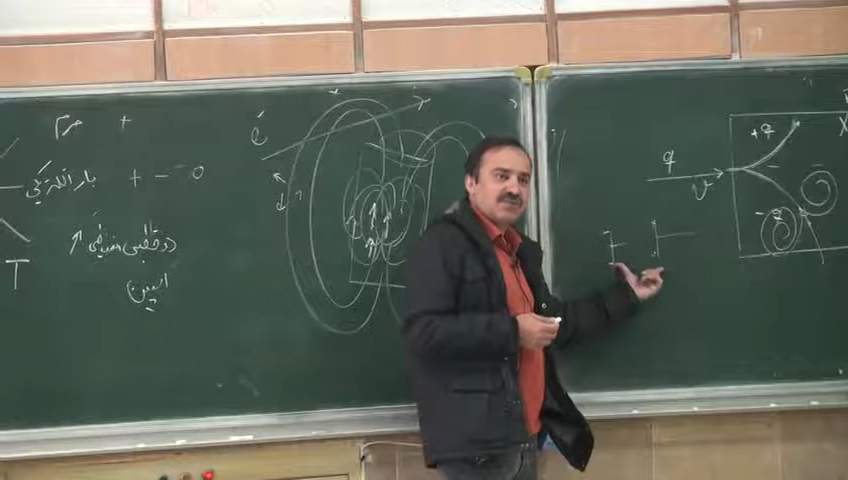 جرم +
بار الکتریکی + - 0
دوقطبی مغناطیسی ↑
اسپین
e
q
v
+q
-q